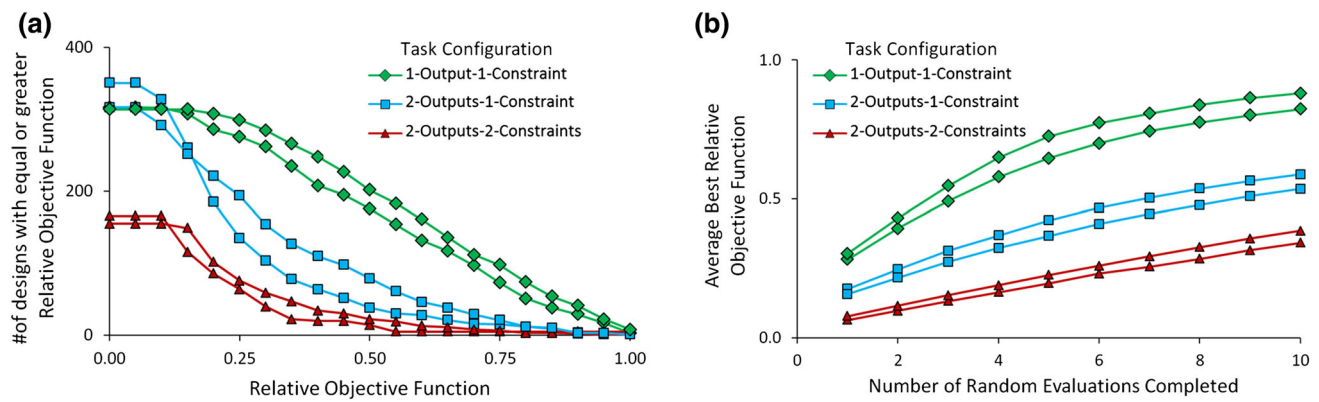 (a)
#of designs with equal or greater
Relative Objective Function
400
200
0
0.00
0.25
0.50
0.75
1.00
Relative Objective Function
Task Configuration
1-Output-1-Constraint
2-Outputs-1-Constraint
2-Outputs-2-Constraints
(b)
Average Best Relative
Objective Function
1.0
0.5
0.0
0
2
4
6
8
10
Number of Random Evaluations Completed
Task Configuration
1-Output-1-Constraint
2-Outputs-1-Constraint
2-Outputs-2-Constraints